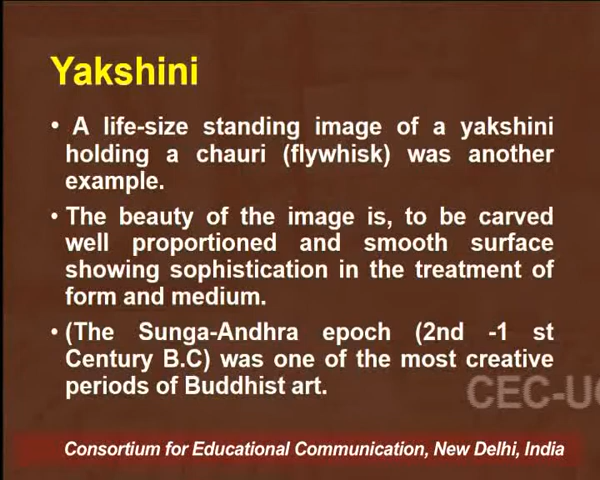 Yakshini
• A life-size standing image of a yakshini
holding a chauri (flywhisk) was another
example.
• The beauty of the image is, to be carved
well proportioned and smooth surface
showing sophistication in the treatment of
form and medium.
• (The Sunga-Andhra epoch (2nd -1 st
Century B.C) was one of the most creative
periods of Buddhist art.
CEC-U
Consortium for Educational Communication, New Delhi, India